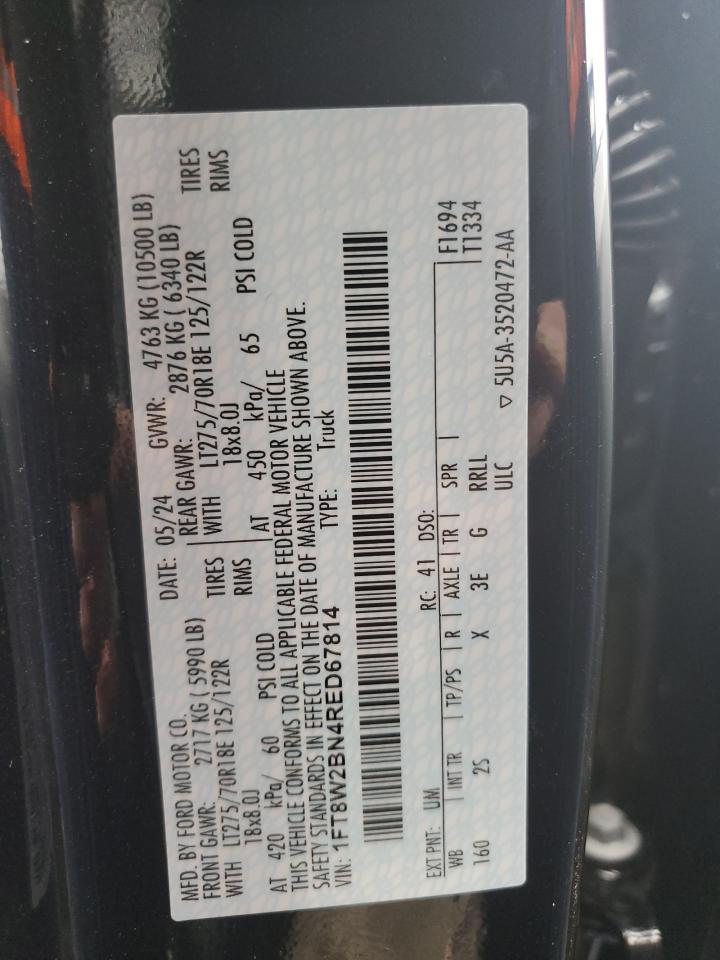 MFD. BY FORD MOTOR CO. DATE: 05/24 GVWR: 4763 KG (10500 LB)
FRONT GAWR: 2717 KG ( 5990 LB) REAR GAWR: 2876 KG ( 6340 LB)
WITH LT275/70R18E 125/122R TIRES WITH LT275/70R18E 125/122R TIRES
18x8.0J RIMS 18x8.0J RIMS
AT 420 kPa/ 60 PSI COLD AT 450 kPa/ 65 PSI COLD
THIS VEHICLE CONFORMS TO ALL APPLICABLE FEDERAL MOTOR VEHICLE
SAFETY STANDARDS IN EFFECT ON THE DATE OF MANUFACTURE SHOWN ABOVE.
VIN: 1FT8W2BN4RED67814 TYPE: Truck
EXT PNT: UM RC: 41 DSO:
WB INT TR TP/PS R AXLE TR SPR F1694
160 2S X 3E G RRLL T1334
ULC
▽ 5U5A-3520472-AA